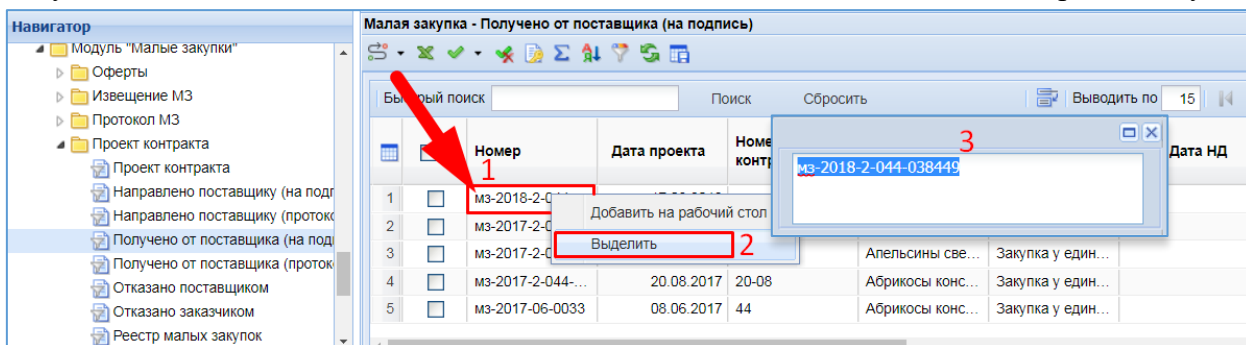 Навигатор
Модуль "Малые закупки"
Оферты
Извещение МЗ
Протокол МЗ
Проект контракта
Проект контракта
Направлено поставщику (на подп
Направлено поставщику (протоко
Получено от поставщика (на подп
Получено от поставщика (проток
Отказано поставщиком
Отказано заказчиком
Реестр малых закупок
Малая закупка - Получено от поставщика (на подпись)
Быстрый поиск Поиск Сбросить Выводить по 15
Номер Дата проекта Номе контр Дата НД
1
3
мз-2018-2-044-038449
1 мз-2018-2-0
Добавить на рабочий стол
2 мз-2017-2-0
Выделить 2
3 мз-2017-2-0 Апельсины све... Закупка у един...
4 мз-2017-2-044-... 20.08.2017 20-08 Абрикосы конс... Закупка у един...
5 мз-2017-06-0033 08.06.2017 44 Абрикосы конс... Закупка у един...